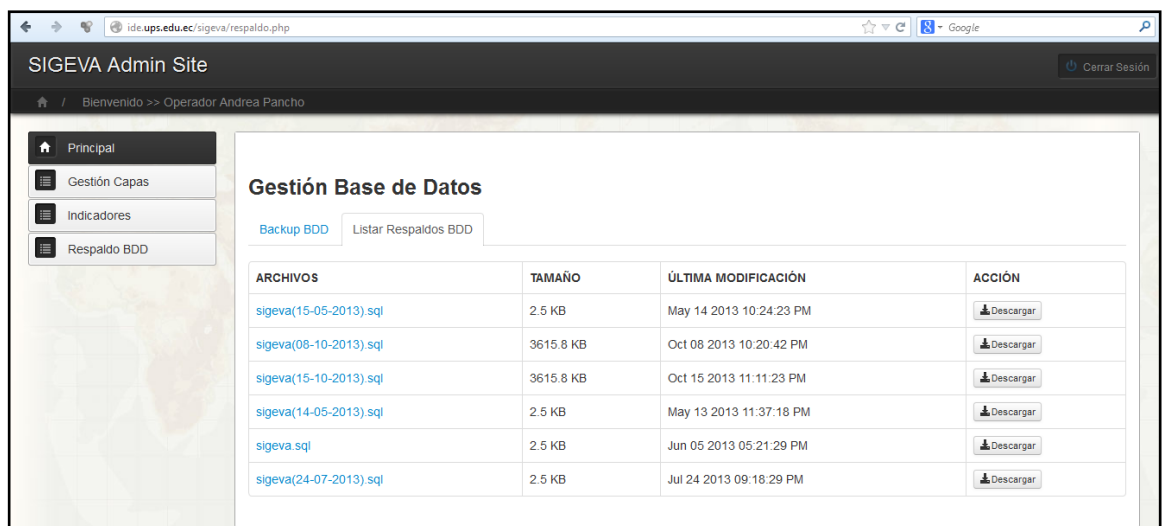 ide.ups.edu.ec/sigeva/respaldo.php Google
SIGEVA Admin Site Cerrar Sesión
/ Bienvenido >> Operador Andrea Pancho
Principal
Gestión Capas
Indicadores
Respaldo BDD
Gestión Base de Datos
Backup BDD Listar Respaldos BDD
ARCHIVOS TAMAÑO ÚLTIMA MODIFICACIÓN ACCIÓN
sigeva(15-05-2013).sql 2.5 KB May 14 2013 10:24:23 PM Descargar
sigeva(08-10-2013).sql 3615.8 KB Oct 08 2013 10:20:42 PM Descargar
sigeva(15-10-2013).sql 3615.8 KB Oct 15 2013 11:11:23 PM Descargar
sigeva(14-05-2013).sql 2.5 KB May 13 2013 11:37:18 PM Descargar
sigeva.sql 2.5 KB Jun 05 2013 05:21:29 PM Descargar
sigeva(24-07-2013).sql 2.5 KB Jul 24 2013 09:18:29 PM Descargar